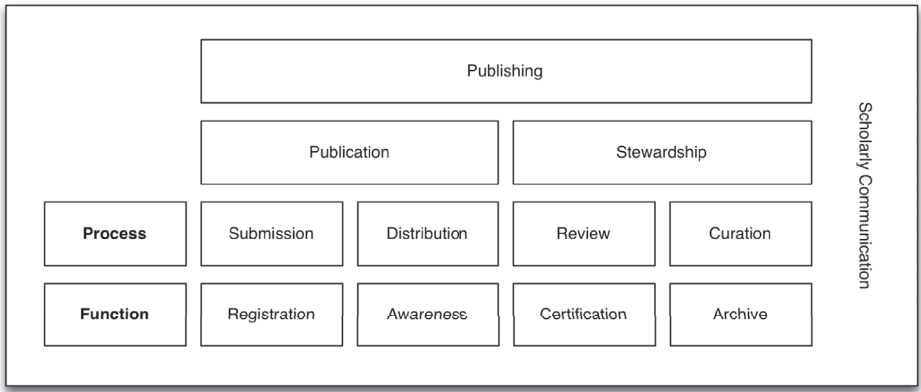 Publishing
Publication
Stewardship
Process
Submission
Distribution
Review
Curation
Function
Registration
Awareness
Certification
Archive
Scholarly Communication